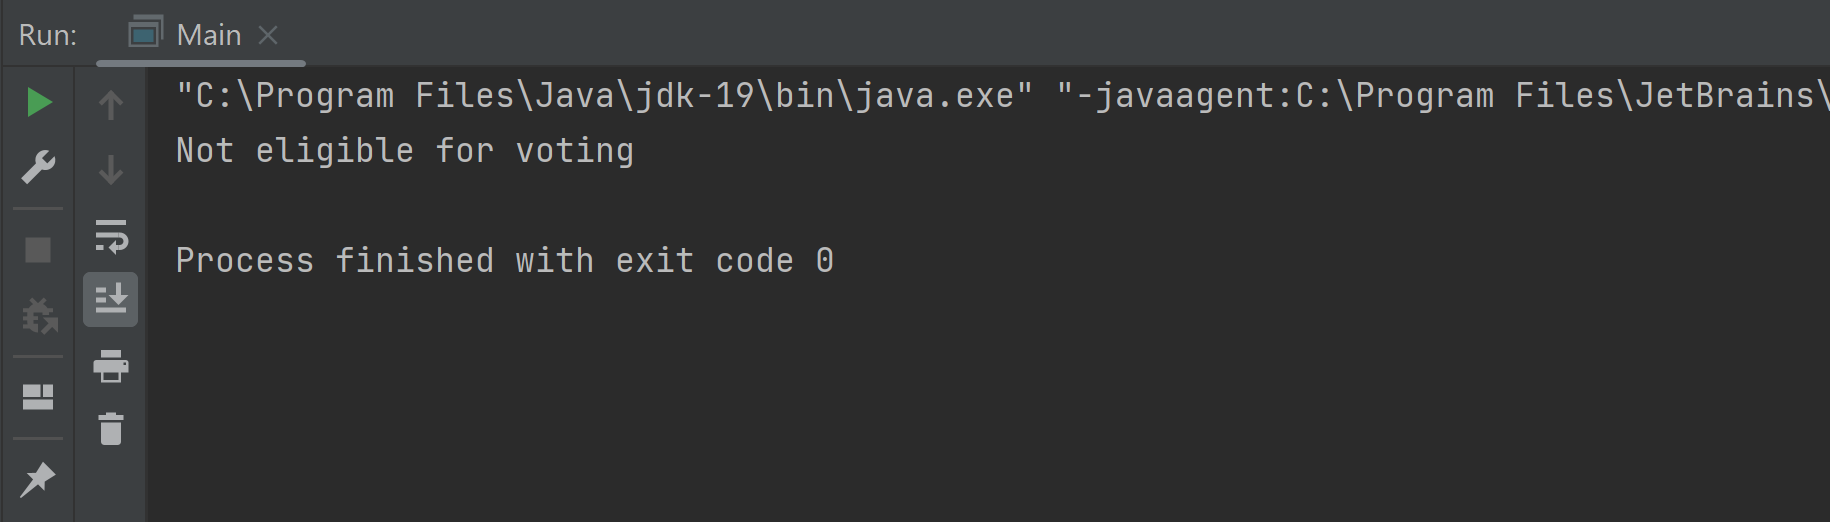 Run: Main
"C:\Program Files\Java\jdk-19\bin\java.exe" "-javaagent:C:\Program Files\JetBrains\
Not eligible for voting
Process finished with exit code 0